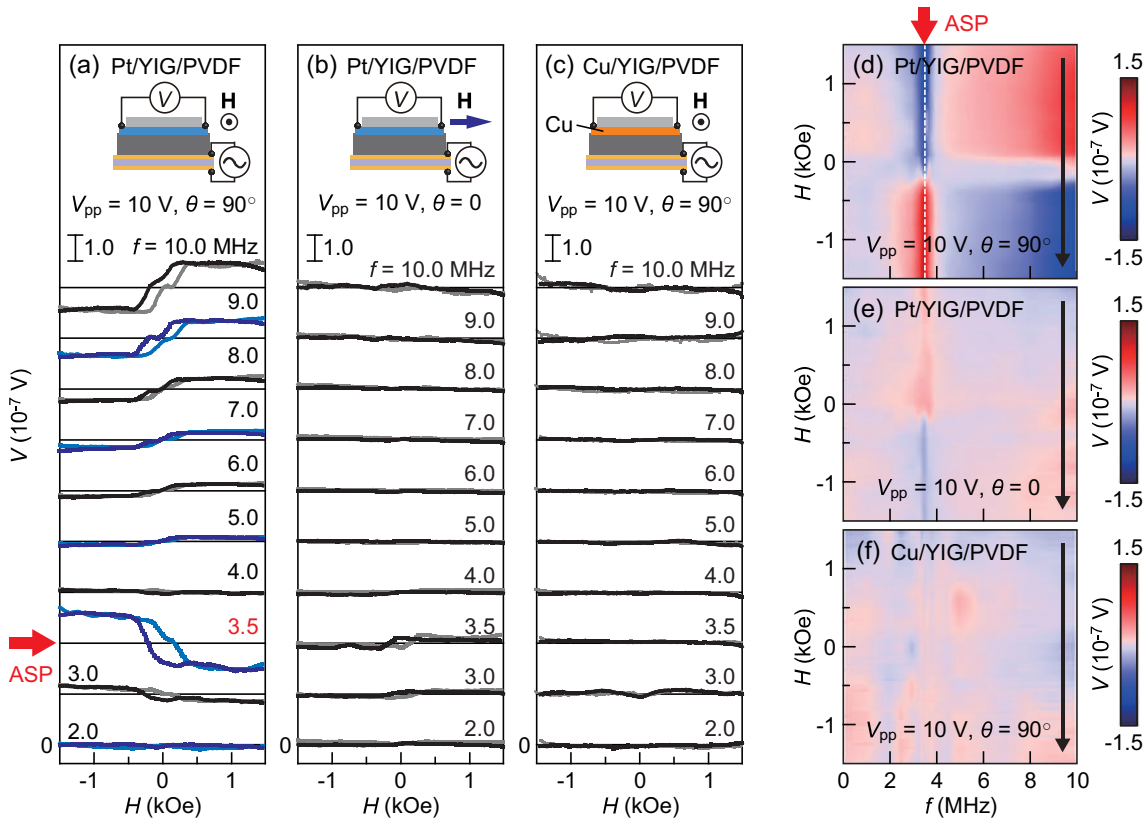 (a) Pt/YIG/PVDF
V
H
Vpp = 10 V, θ = 90°
1.0
f = 10.0 MHz
9.0
8.0
7.0
6.0
5.0
4.0
3.5
3.0
2.0
0
ASP
V (10⁻⁷ V)
-1 0 1
H (kOe)
(b) Pt/YIG/PVDF
V
H
Vpp = 10 V, θ = 0
1.0
f = 10.0 MHz
9.0
8.0
7.0
6.0
5.0
4.0
3.5
3.0
2.0
0
-1 0 1
H (kOe)
(c) Cu/YIG/PVDF
V
H
Cu
Vpp = 10 V, θ = 90°
1.0
f = 10.0 MHz
9.0
8.0
7.0
6.0
5.0
4.0
3.5
3.0
2.0
0
-1 0 1
H (kOe)
ASP
(d) Pt/YIG/PVDF
1
0
-1
H (kOe)
Vpp = 10 V, θ = 90°
1.5
V (10⁻⁷ V)
-1.5
(e) Pt/YIG/PVDF
1
0
-1
H (kOe)
Vpp = 10 V, θ = 0
1.5
V (10⁻⁷ V)
-1.5
(f) Cu/YIG/PVDF
1
0
-1
H (kOe)
Vpp = 10 V, θ = 90°
1.5
V (10⁻⁷ V)
-1.5
0 2 4 6 8 10
f (MHz)